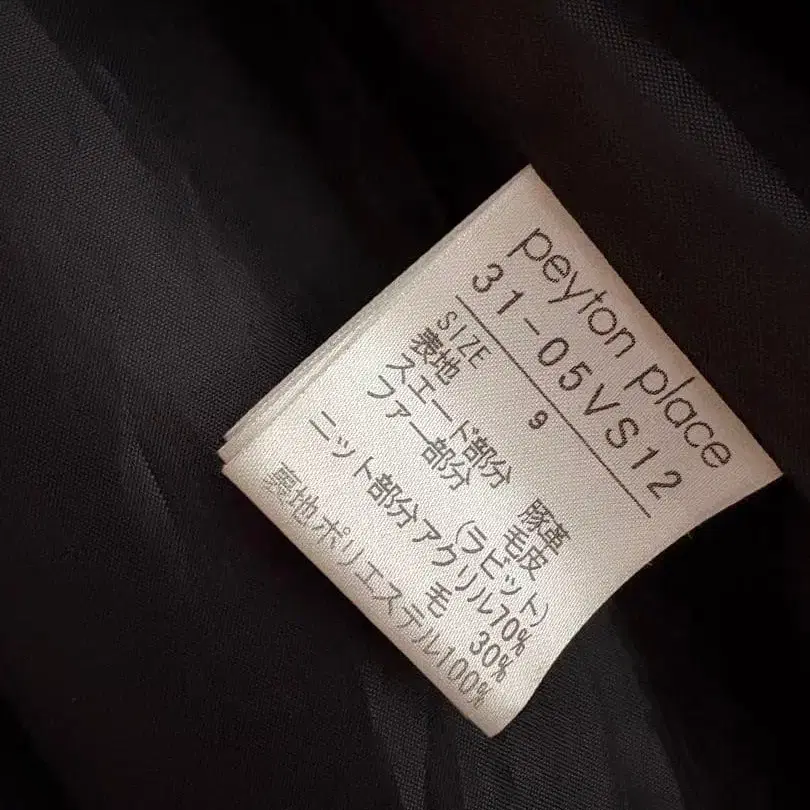 peyton place
31-05VS12
SIZE 9
表地
スエード部分 豚革
ファー部分 毛皮
(ラビット)
ニット部分アクリル70%
毛 30%
裏地ポリエステル100%